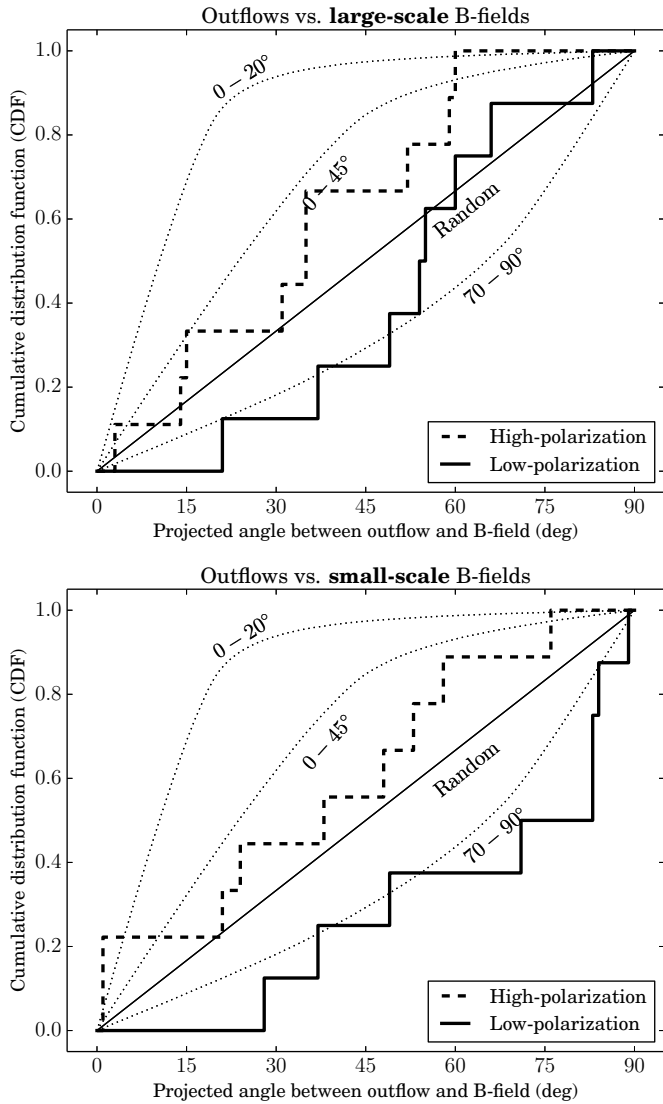 Outflows vs. large-scale B-fields
Cumulative distribution function (CDF)
1.0
0.8
0.6
0.4
0.2
0.0
0 – 20°
0 – 45°
Random
70 – 90°
High-polarization
Low-polarization
0 15 30 45 60 75 90
Projected angle between outflow and B-field (deg)
Outflows vs. small-scale B-fields
Cumulative distribution function (CDF)
1.0
0.8
0.6
0.4
0.2
0.0
0 – 20°
0 – 45°
Random
70 – 90°
High-polarization
Low-polarization
0 15 30 45 60 75 90
Projected angle between outflow and B-field (deg)